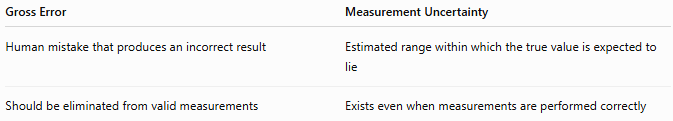 Gross Error
Measurement Uncertainty
Human mistake that produces an incorrect result
Estimated range within which the true value is expected to
lie
Should be eliminated from valid measurements
Exists even when measurements are performed correctly